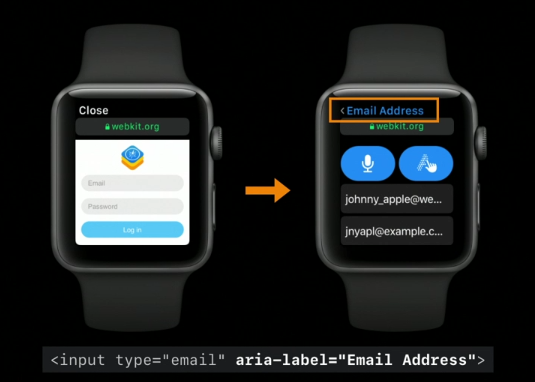 Close
webkit.org
Email
Password
Log in
< Email Address
webkit.org
johnny_apple@we...
jnyapl@example.c...
<input type="email" aria-label="Email Address">